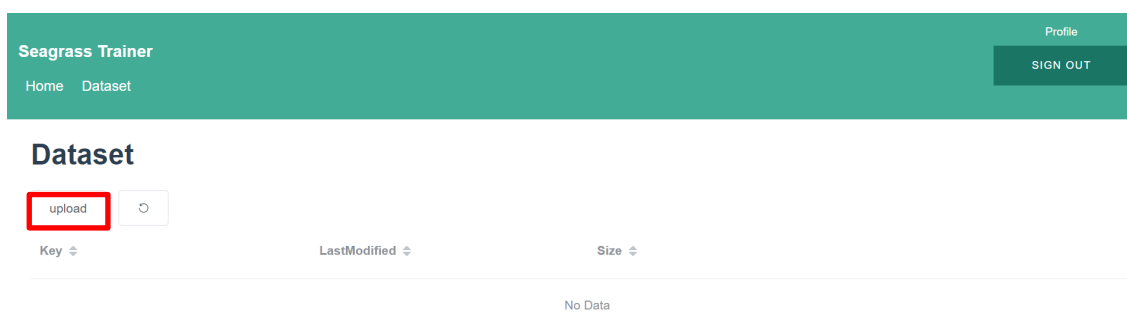 Profile
Seagrass Trainer
SIGN OUT
Home Dataset
Dataset
upload
Key LastModified Size
No Data